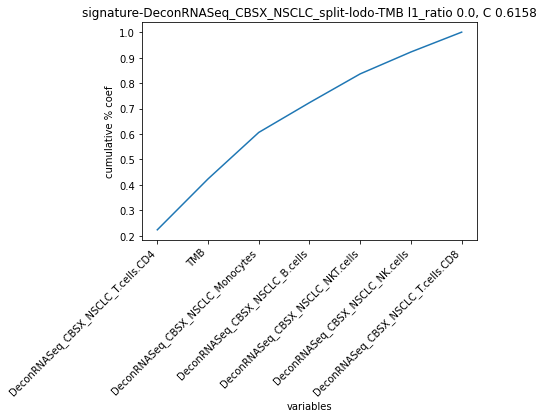 signature-DeconRNASeq_CBSX_NSCLC_split-lodo-TMB l1_ratio 0.0, C 0.6158
cumulative % coef
1.0
0.9
0.8
0.7
0.6
0.5
0.4
0.3
0.2
DeconRNASeq_CBSX_NSCLC_T.cells.CD4
TMB
DeconRNASeq_CBSX_NSCLC_Monocytes
DeconRNASeq_CBSX_NSCLC_B.cells
DeconRNASeq_CBSX_NSCLC_NKT.cells
DeconRNASeq_CBSX_NSCLC_NK.cells
DeconRNASeq_CBSX_NSCLC_T.cells.CD8
variables